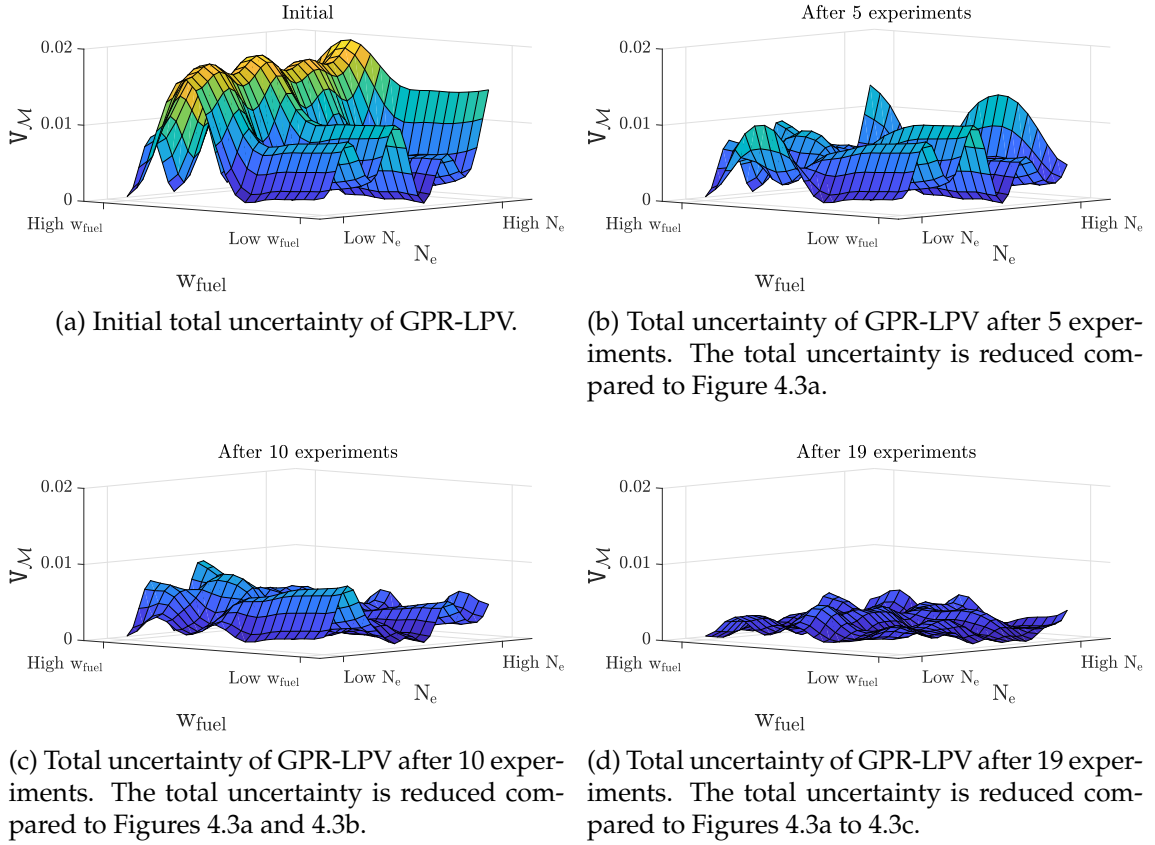 Initial
0.02
0.01
0
V_M
High w_fuel
Low w_fuel
Low N_e
High N_e
N_e
w_fuel
(a) Initial total uncertainty of GPR-LPV.
After 5 experiments
0.02
0.01
0
V_M
High w_fuel
Low w_fuel
Low N_e
High N_e
N_e
w_fuel
(b) Total uncertainty of GPR-LPV after 5 exper-
iments. The total uncertainty is reduced com-
pared to Figure 4.3a.
After 10 experiments
0.02
0.01
0
V_M
High w_fuel
Low w_fuel
Low N_e
High N_e
N_e
w_fuel
(c) Total uncertainty of GPR-LPV after 10 exper-
iments. The total uncertainty is reduced com-
pared to Figures 4.3a and 4.3b.
After 19 experiments
0.02
0.01
0
V_M
High w_fuel
Low w_fuel
Low N_e
High N_e
N_e
w_fuel
(d) Total uncertainty of GPR-LPV after 19 exper-
iments. The total uncertainty is reduced com-
pared to Figures 4.3a to 4.3c.